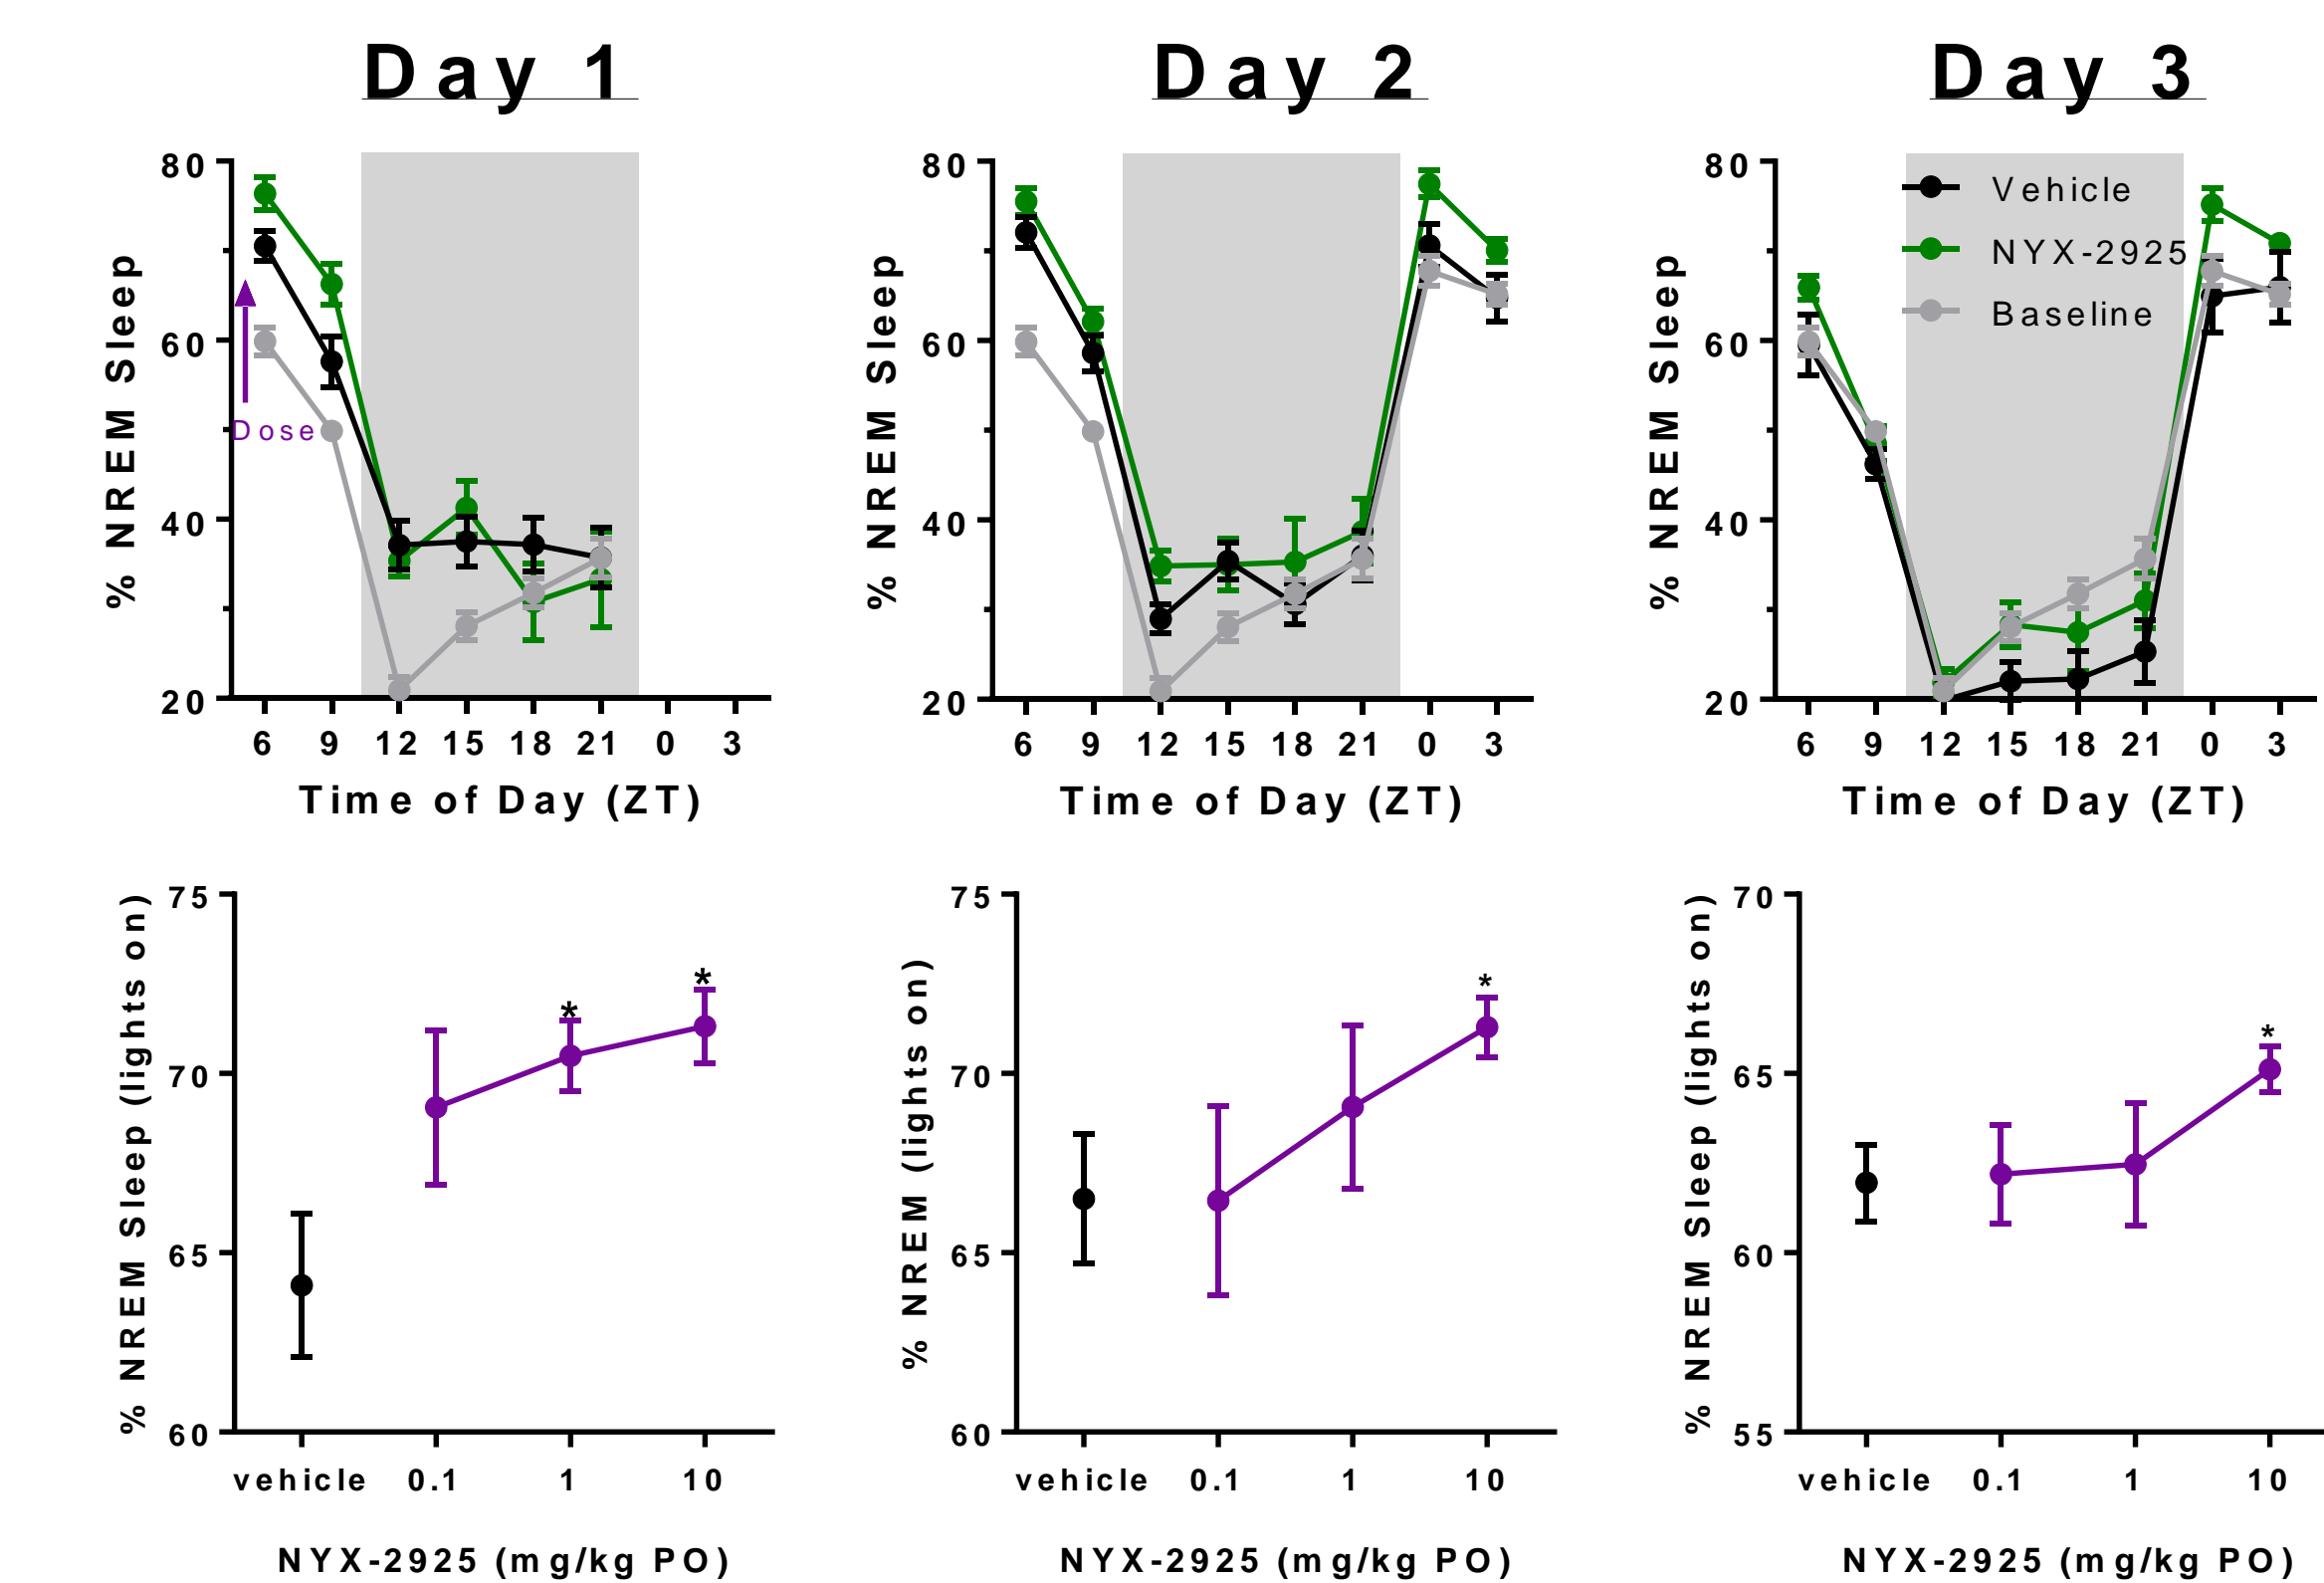 Day 1
Day 2
Day 3
% NREM Sleep
80
60
40
20
Dose
6 9 12 15 18 21 0 3
Time of Day (ZT)
% NREM Sleep
80
60
40
20
6 9 12 15 18 21 0 3
Time of Day (ZT)
% NREM Sleep
80
60
40
20
Vehicle
NYX-2925
Baseline
6 9 12 15 18 21 0 3
Time of Day (ZT)
% NREM Sleep (lights on)
75
70
65
60
*
*
vehicle 0.1 1 10
NYX-2925 (mg/kg PO)
% NREM (lights on)
75
70
65
60
*
vehicle 0.1 1 10
NYX-2925 (mg/kg PO)
% NREM Sleep (lights on)
70
65
60
55
*
vehicle 0.1 1 10
NYX-2925 (mg/kg PO)